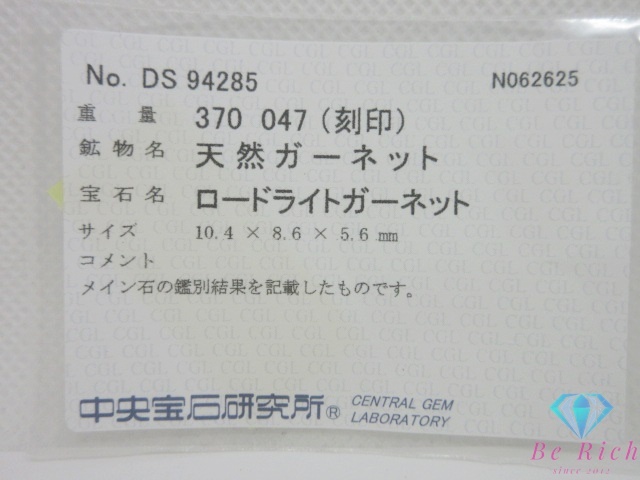 No. DS 94285 N062625
重量 370 047 (刻印)
鉱物名 天然ガーネット
宝石名 ロードライトガーネット
サイズ 10.4 × 8.6 × 5.6 mm
コメント
メイン石の鑑別結果を記載したものです。
中央宝石研究所® CENTRAL GEM
LABORATORY
Be Rich
since 2012